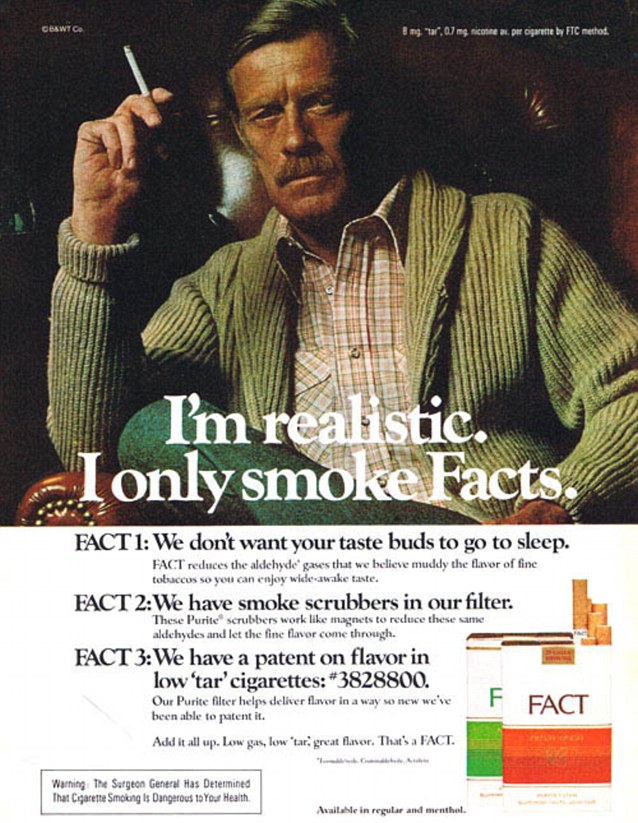 ©B&WT Co.
8 mg. "tar", 0.7 mg. nicotine av. per cigarette by FTC method.
I'm realistic.
I only smoke Facts.
FACT 1: We don't want your taste buds to go to sleep.
FACT reduces the aldehyde* gases that we believe muddy the flavor of fine
tobaccos so you can enjoy wide-awake taste.
FACT 2: We have smoke scrubbers in our filter.
These Purite® scrubbers work like magnets to reduce these same
aldehydes and let the fine flavor come through.
FACT 3: We have a patent on flavor in
low 'tar' cigarettes: #3828800.
Our Purite filter helps deliver flavor in a way so new we've
been able to patent it.
Add it all up. Low gas, low 'tar', great flavor. That's a FACT.
F
FACT
Warning: The Surgeon General Has Determined
That Cigarette Smoking Is Dangerous to Your Health.
Available in regular and menthol.